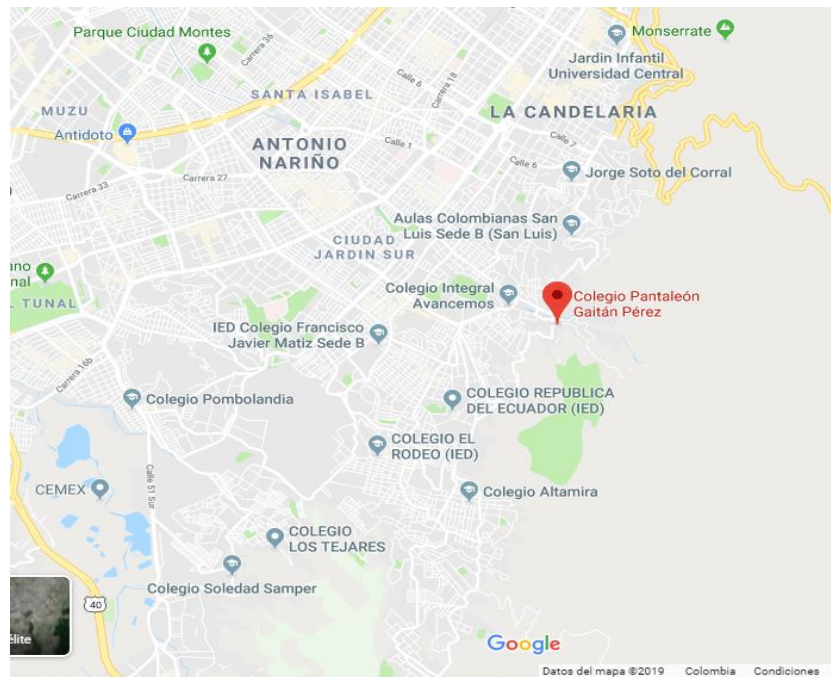 Parque Ciudad Montes
Carrera 36
Monserrate
Jardin Infantil
Universidad Central
Calle 6
Carrera 18
SANTA ISABEL
MUZU
LA CANDELARIA
Antidoto
ANTONIO
NARIÑO
Calle 1
Calle 7
Calle 6
Jorge Soto del Corral
Carrera 33
Carrera 27
Aulas Colombianas San
Luis Sede B (San Luis)
CIUDAD
JARDIN SUR
ano
nal
L TUNAL
Colegio Integral
Avancemos
Colegio Pantaleón
Gaitán Pérez
IED Colegio Francisco
Javier Matiz Sede B
Carrera 16b
Colegio Pombolandia
COLEGIO REPUBLICA
DEL ECUADOR (IED)
COLEGIO EL
RODEO (IED)
Calle 51 Sur
CEMEX
Colegio Altamira
COLEGIO
LOS TEJARES
Colegio Soledad Samper
40
élite
Google
Datos del mapa ©2019 Colombia Condiciones